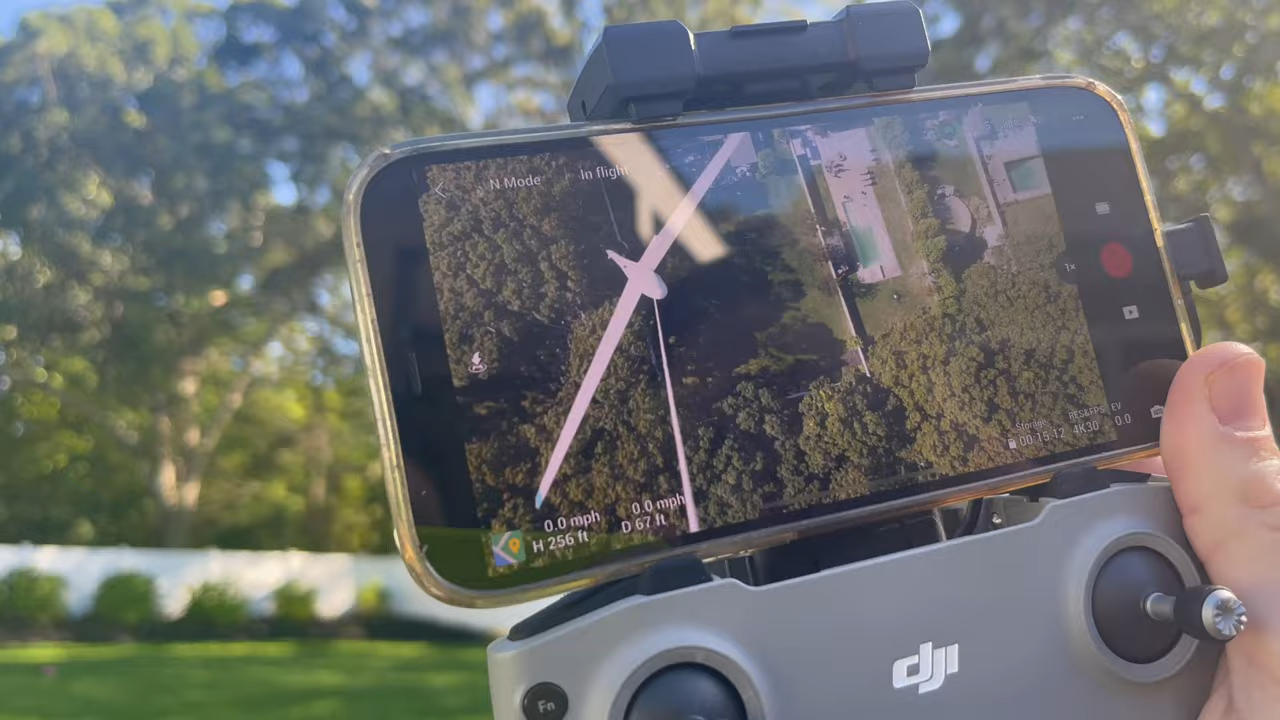 N Mode In flight
1x
Storage RES&FPS EV
00:15:12 4K30 0.0
0.0 mph 0.0 mph
H 256 ft D 67 ft
dji
Fn